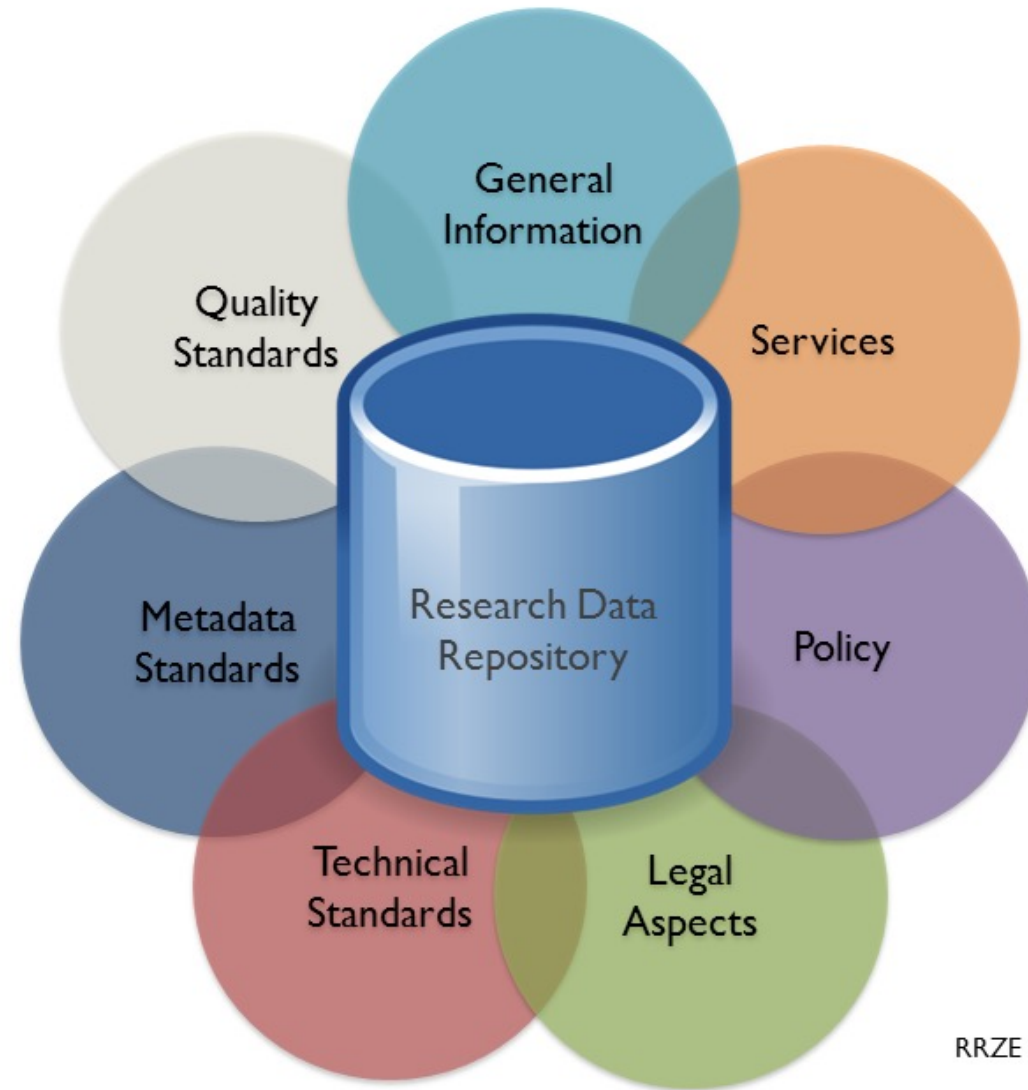 General
Information
Quality
Standards
Services
Metadata
Standards
Research Data
Repository
Policy
Technical
Standards
Legal
Aspects
RRZE